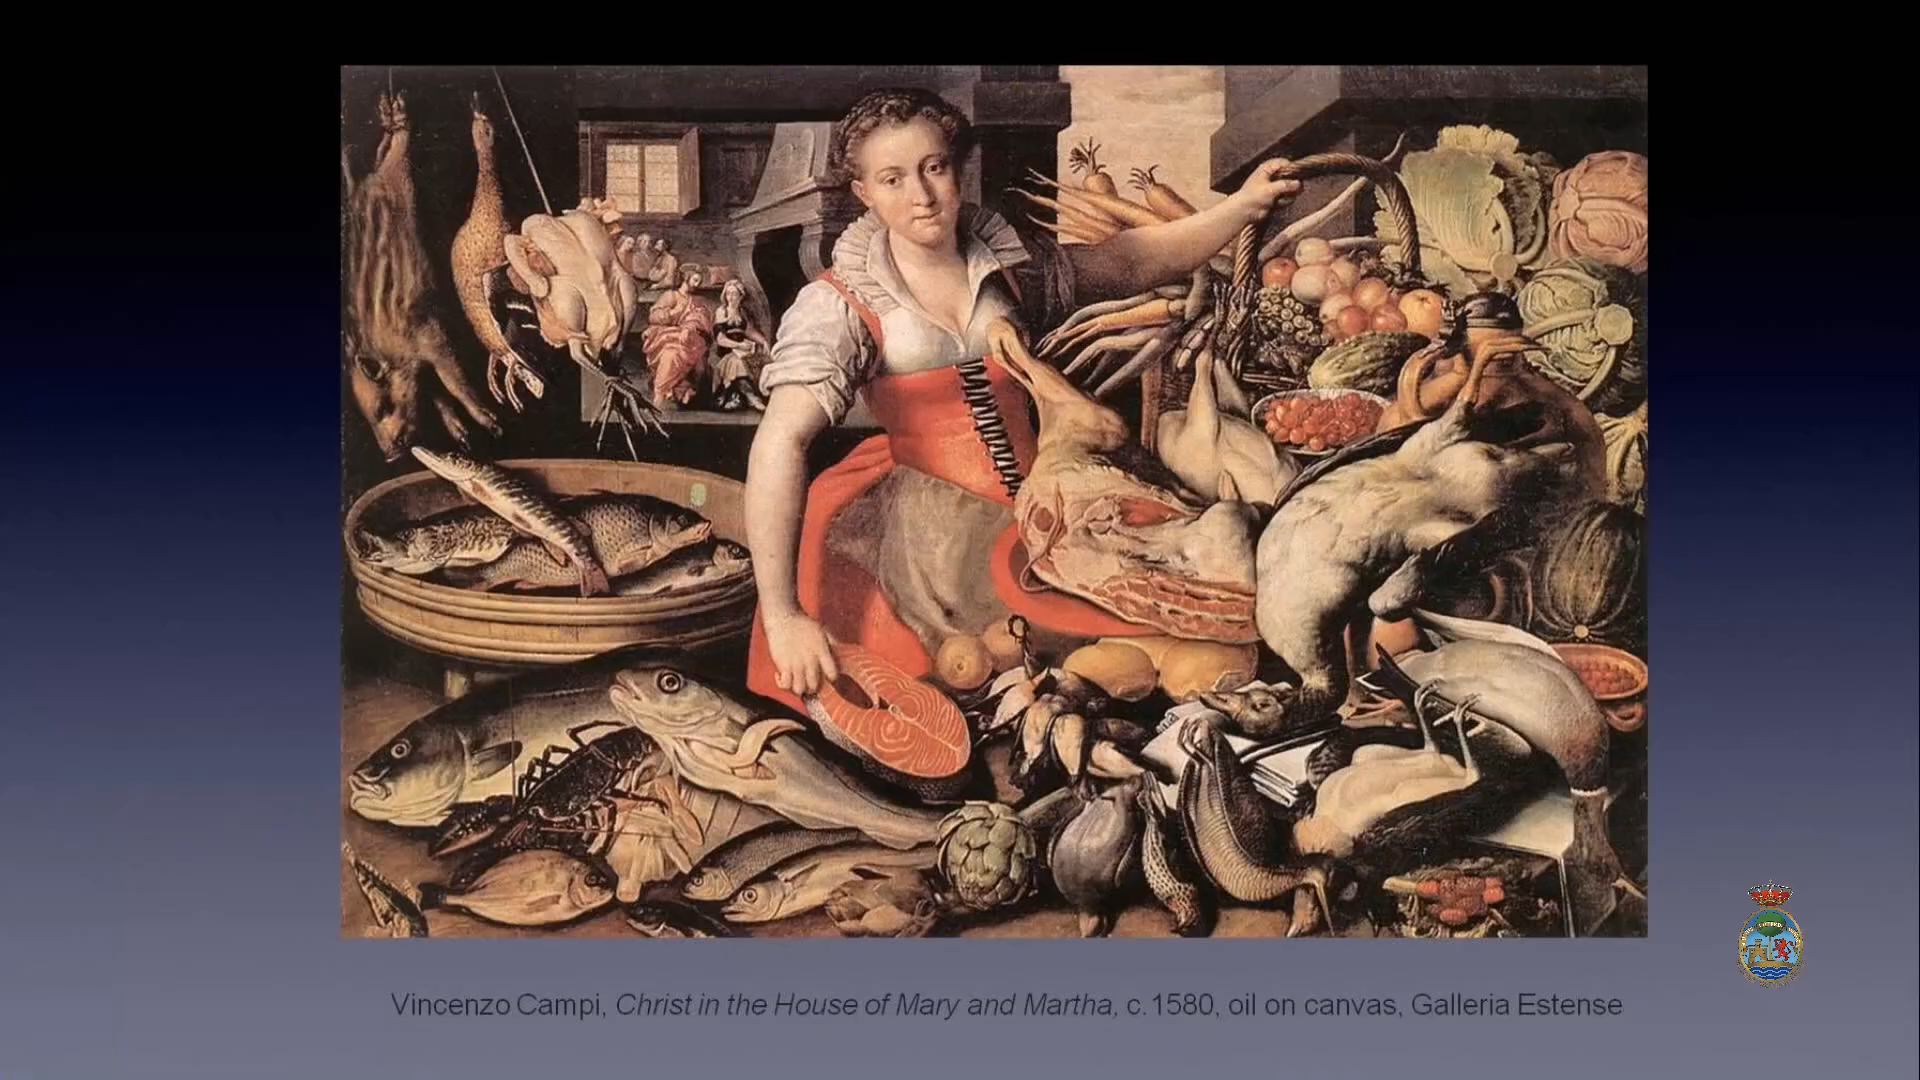 Vincenzo Campi, Christ in the House of Mary and Martha, c.1580, oil on canvas, Galleria Estense